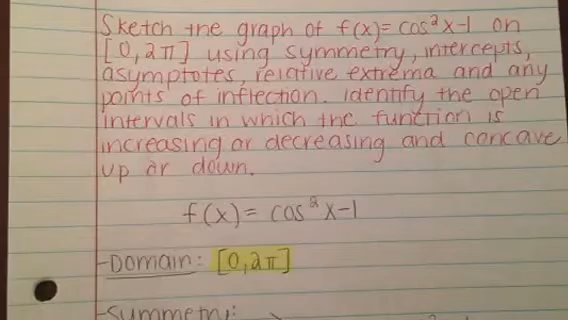 Sketch the graph of f(x)= cos²x-1 on
[0,2π] using symmetry, intercepts,
asymptotes, relative extrema and any
points of inflection. Identify the open
intervals in which the function is
increasing or decreasing and concave
up or down.
f(x)= cos²x-1
-Domain: [0,2π]
-Symmetry: